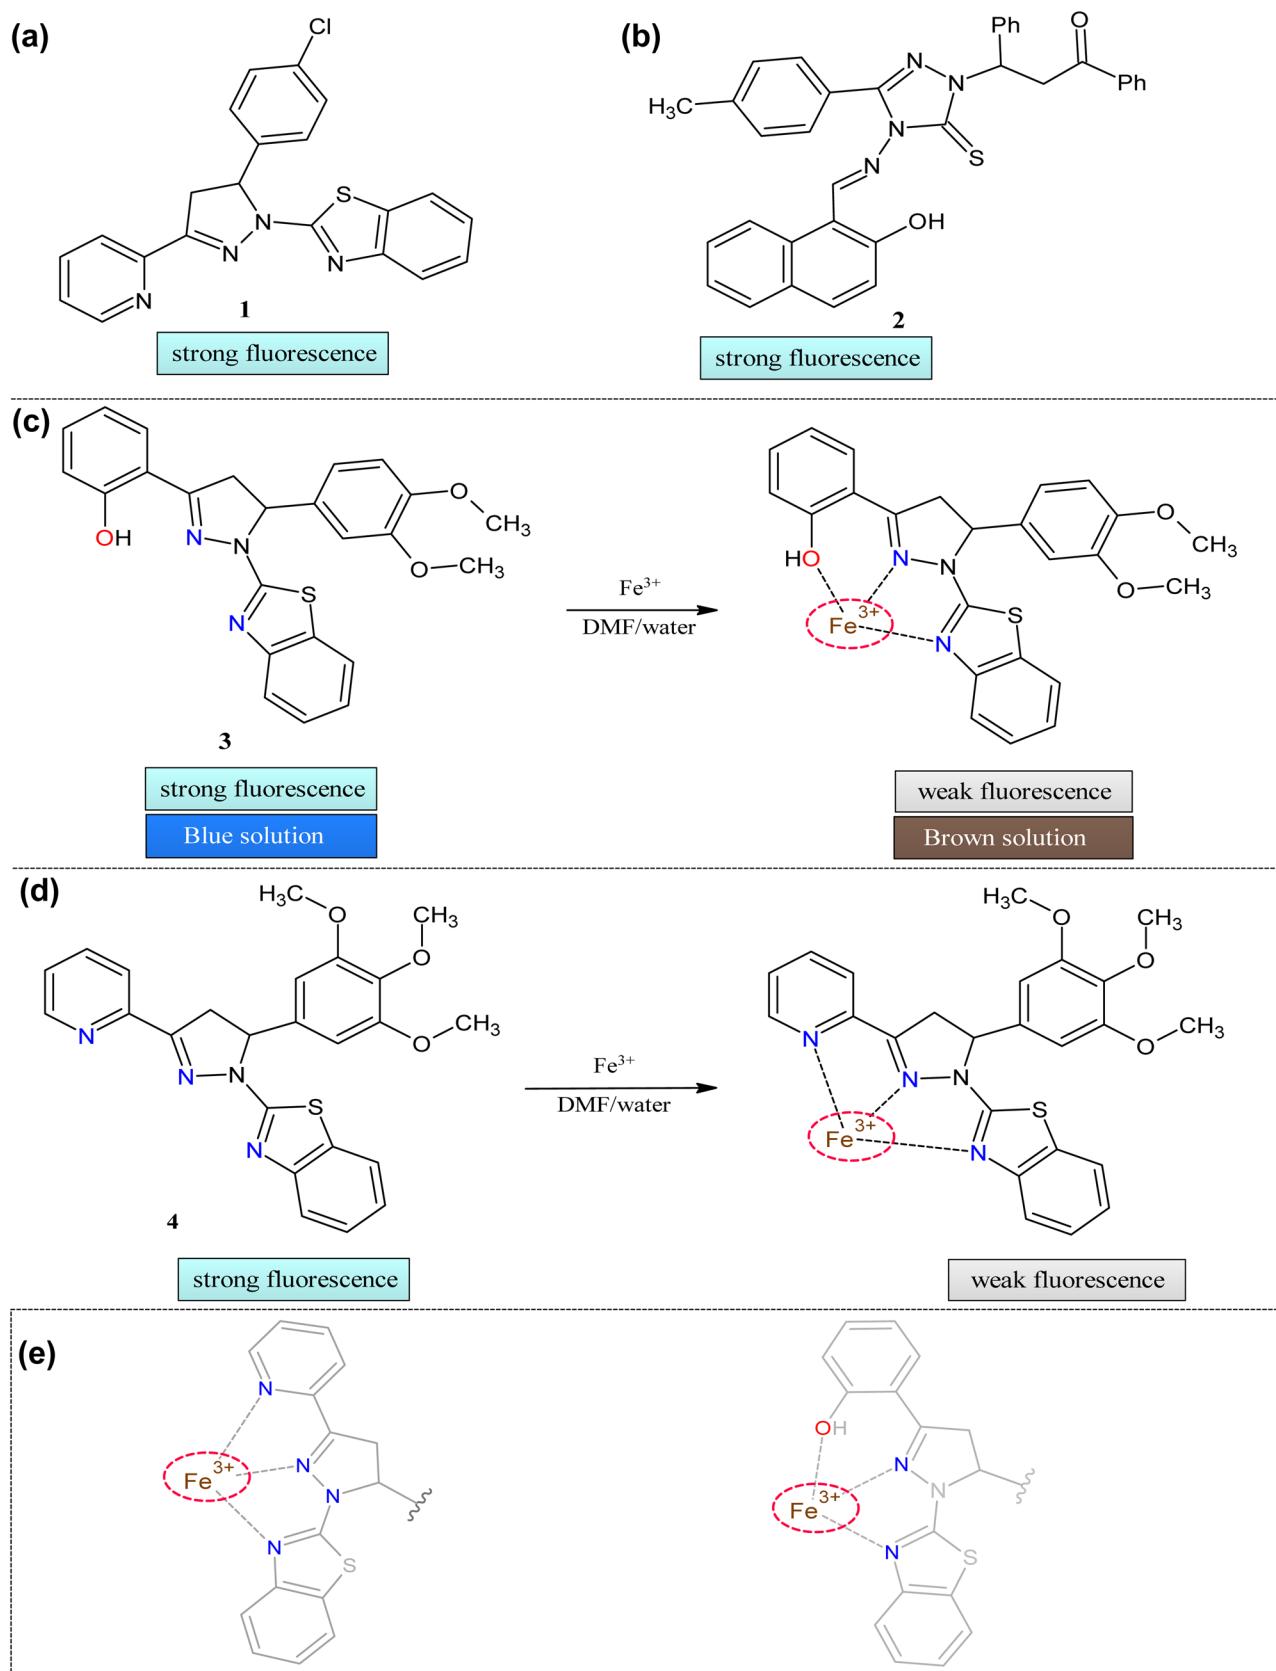 (a)
Cl
S
N
N
N
N
1
strong fluorescence
(b)
Ph
O
Ph
H₃C
N
N
N
S
N
OH
2
strong fluorescence
(c)
OH
N
N
O
CH₃
O
CH₃
S
N
3
strong fluorescence
Blue solution
Fe³⁺
DMF/water
HO
N
N
O
CH₃
O
CH₃
Fe³⁺
S
N
weak fluorescence
Brown solution
(d)
H₃C
O
CH₃
O
O
CH₃
N
N
N
S
N
4
strong fluorescence
Fe³⁺
DMF/water
H₃C
O
CH₃
O
O
CH₃
N
N
N
Fe³⁺
S
N
weak fluorescence
(e)
N
Fe³⁺
N
N
N
S
OH
Fe³⁺
N
N
N
S